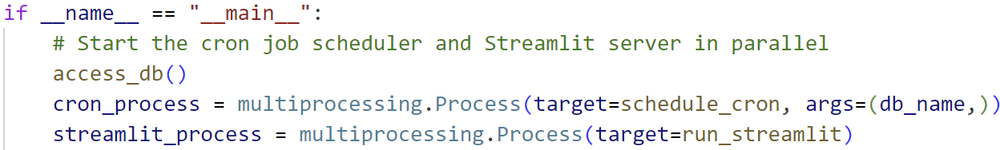 if __name__ == "__main__":
    # Start the cron job scheduler and Streamlit server in parallel
    access_db()
    cron_process = multiprocessing.Process(target=schedule_cron, args=(db_name,))
    streamlit_process = multiprocessing.Process(target=run_streamlit)